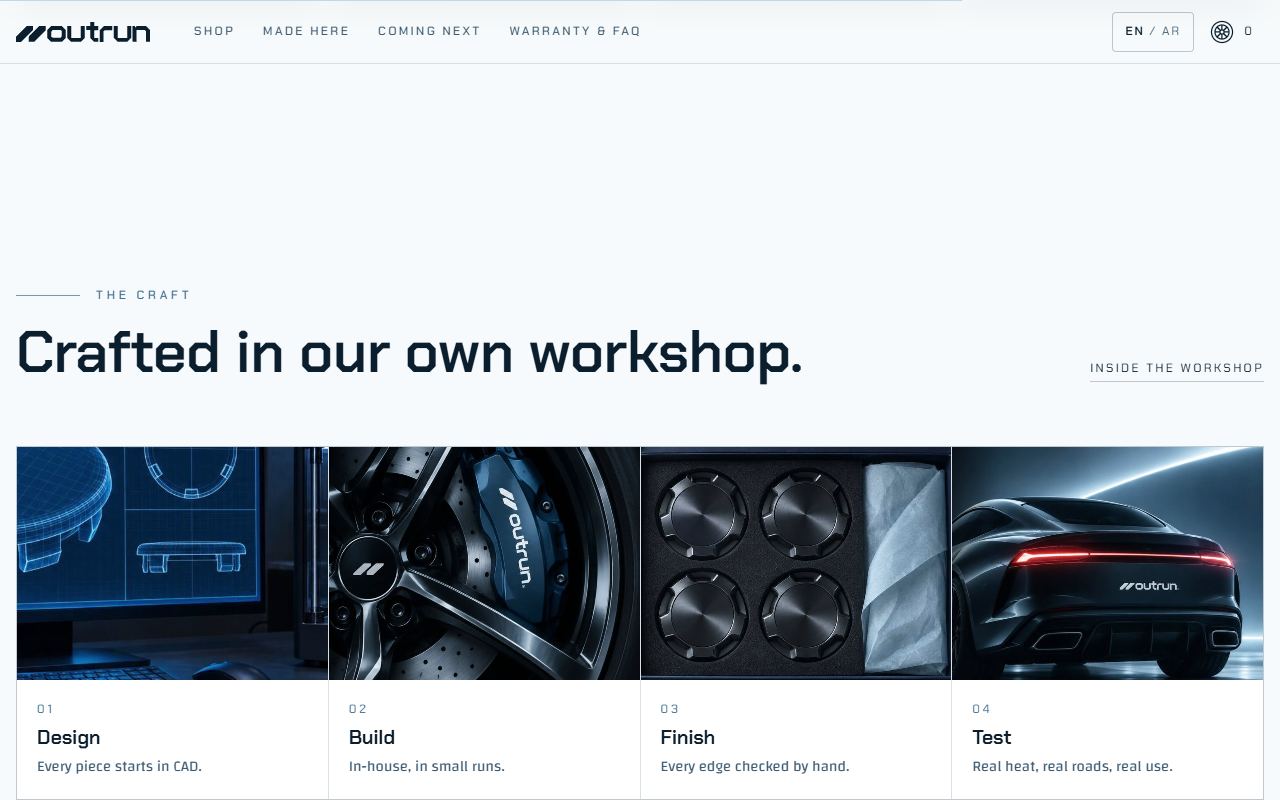 outrun
SHOP
MADE HERE
COMING NEXT
WARRANTY & FAQ
EN / AR
0
THE CRAFT
Crafted in our own workshop.
INSIDE THE WORKSHOP
outrun
outrun
01
Design
Every piece starts in CAD.
02
Build
In-house, in small runs.
03
Finish
Every edge checked by hand.
04
Test
Real heat, real roads, real use.